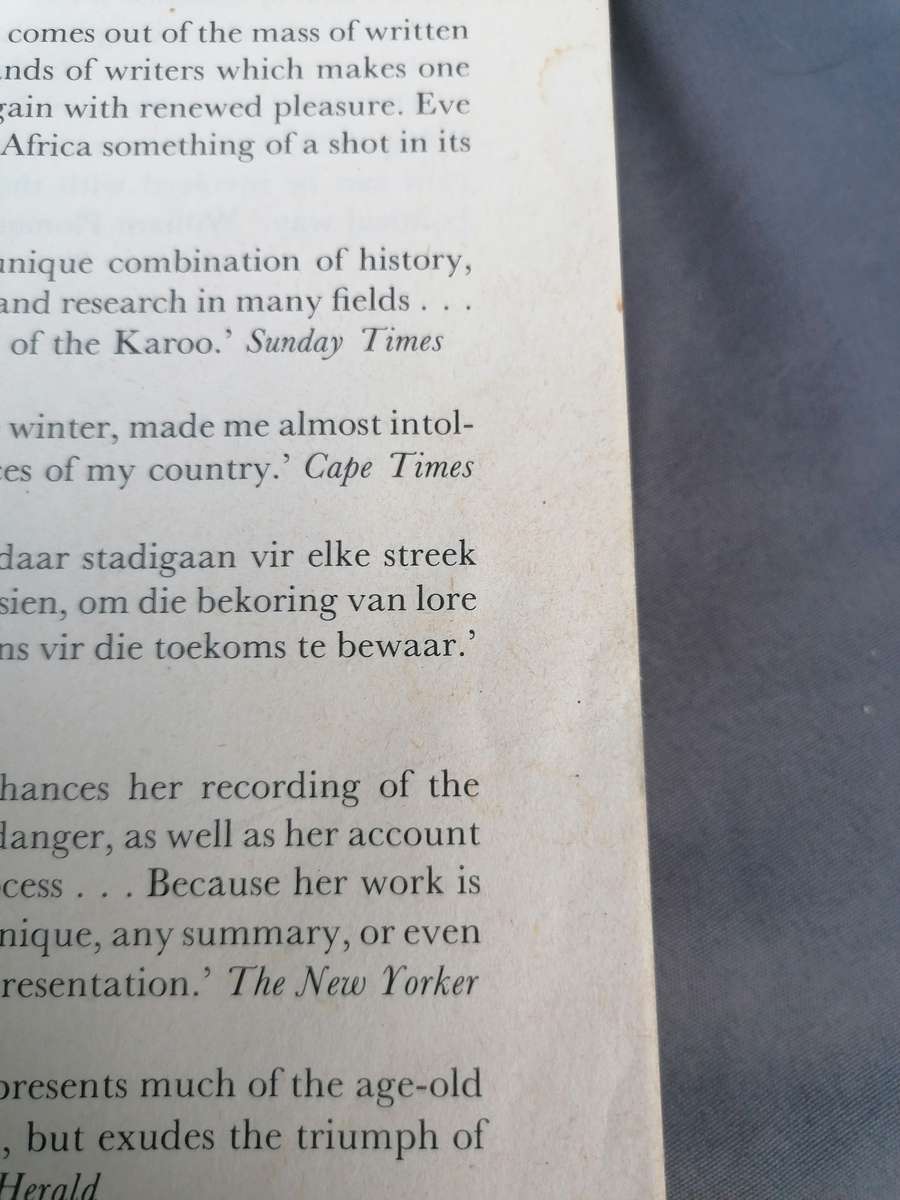 comes out of the mass of written
ands of writers which makes one
gain with renewed pleasure. Eve
Africa something of a shot in its
unique combination of history,
and research in many fields . . .
of the Karoo.' Sunday Times
winter, made me almost intol-
ces of my country.' Cape Times
daar stadigaan vir elke streek
sien, om die bekoring van lore
ns vir die toekoms te bewaar.'
hances her recording of the
danger, as well as her account
cess . . . Because her work is
nique, any summary, or even
resentation.' The New Yorker
presents much of the age-old
, but exudes the triumph of
Herald